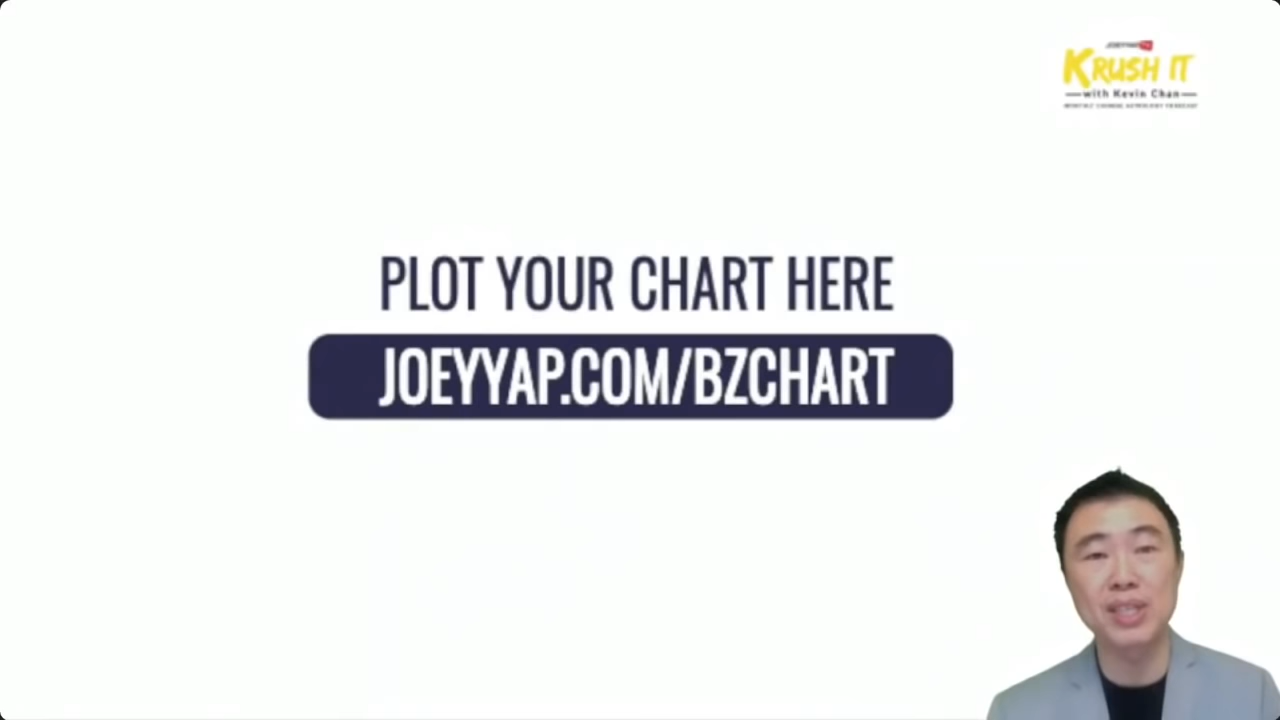 KRUSH IT
with Kevin Chan
PLOT YOUR CHART HERE
JOEYYAP.COM/BZCHART